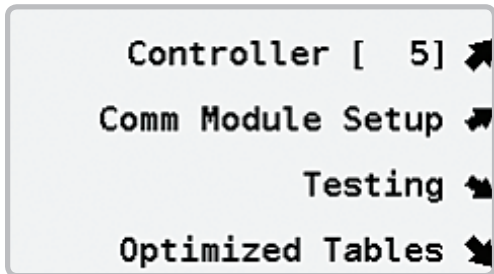 Controller [  5]
Comm Module Setup
Testing
Optimized Tables